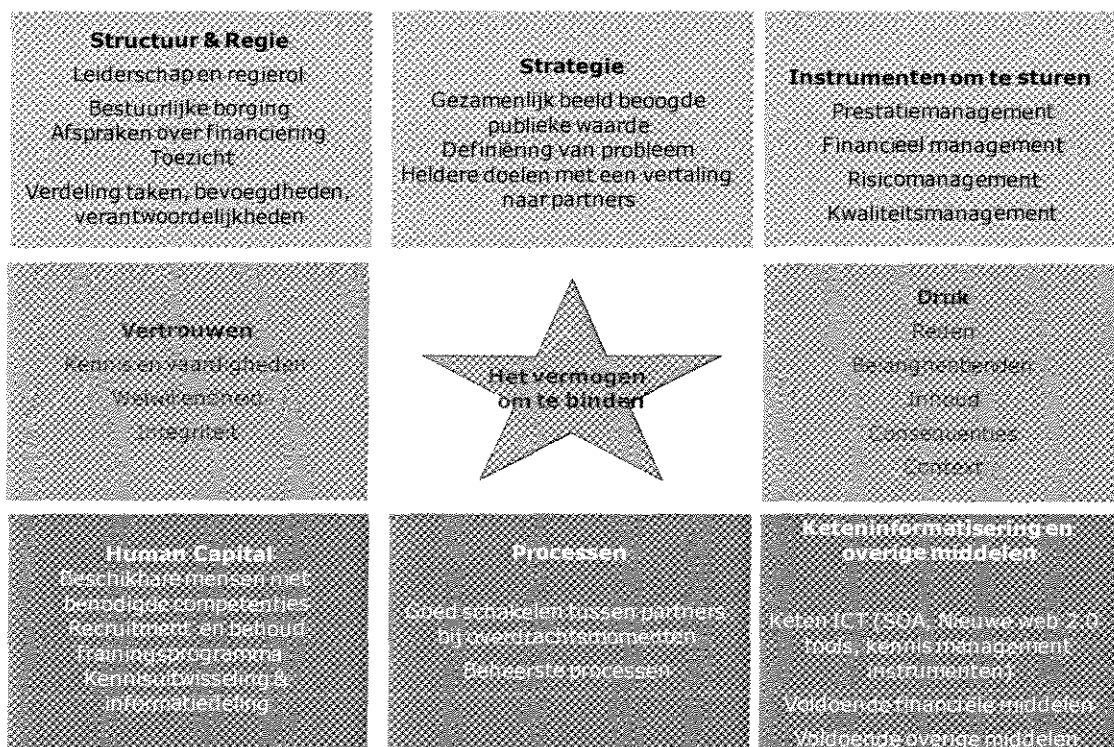 Structuur & Regie
Leiderschap en regierol
Bestuurlijke borging
Afspraken over financiering
Toezicht
Verdeling taken, bevoegdheden,
verantwoordelijkheden
Strategie
Gezamenlijk beeld beoogde
publieke waarde
Definiëring van probleem
Heldere doelen met een vertaling
naar partners
Instrumenten om te sturen
Prestatiemanagement
Financieel management
Risicomanagement
Kwaliteitsmanagement
Vertrouwen
Kennis en vaardigheden
Welwillendheid
Integriteit
Het vermogen
om te binden
Druk
Reden
Belanghebbenden
Inhoud
Consequenties
Context
Human Capital
Beschikbare mensen met
benodigde competenties
Recruitment en behoud
Trainingsprogramma
Kennisuitwisseling &
informatiedeling
Processen
Goed schakelen tussen partners
bij overdrachtsmomenten
Beheerste processen
Keteninformatisering en
overige middelen
Keten ICT (SOA, Nieuwe web 2.0
tools, kennis management
instrumenten)
Voldoende financiële middelen
Voldoende overige middelen